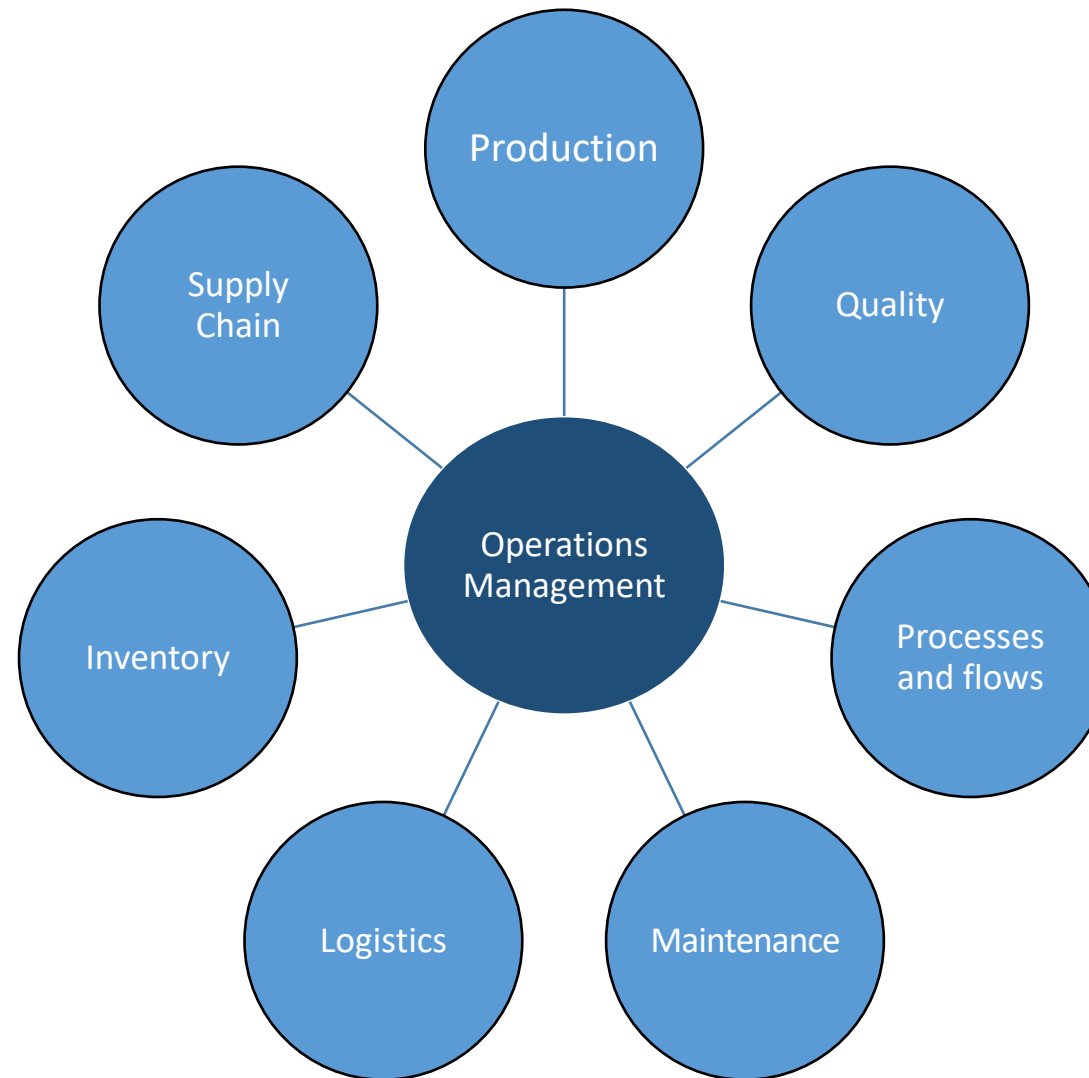 Production
Supply
Chain
Quality
Operations
Management
Inventory
Processes
and flows
Logistics
Maintenance